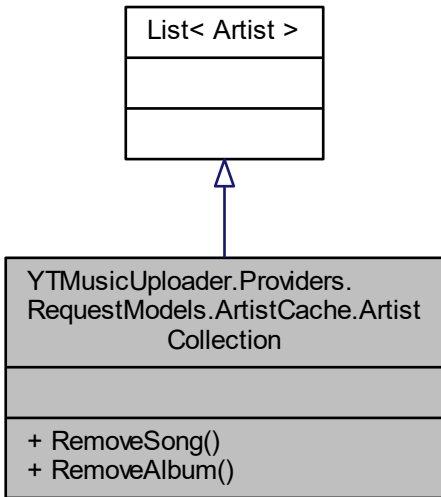 List< Artist >
YTMusicUploader.Providers.
RequestModels.ArtistCache.Artist
Collection
+ RemoveSong()
+ RemoveAlbum()